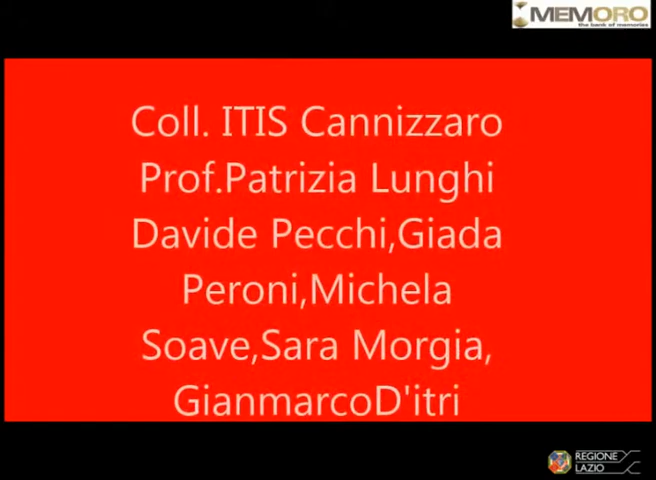 MEMORO
the bank of memories
Coll. ITIS Cannizzaro
Prof.Patrizia Lunghi
Davide Pecchi,Giada
Peroni,Michela
Soave,Sara Morgia,
GianmarcoD'itri
REGIONE
LAZIO